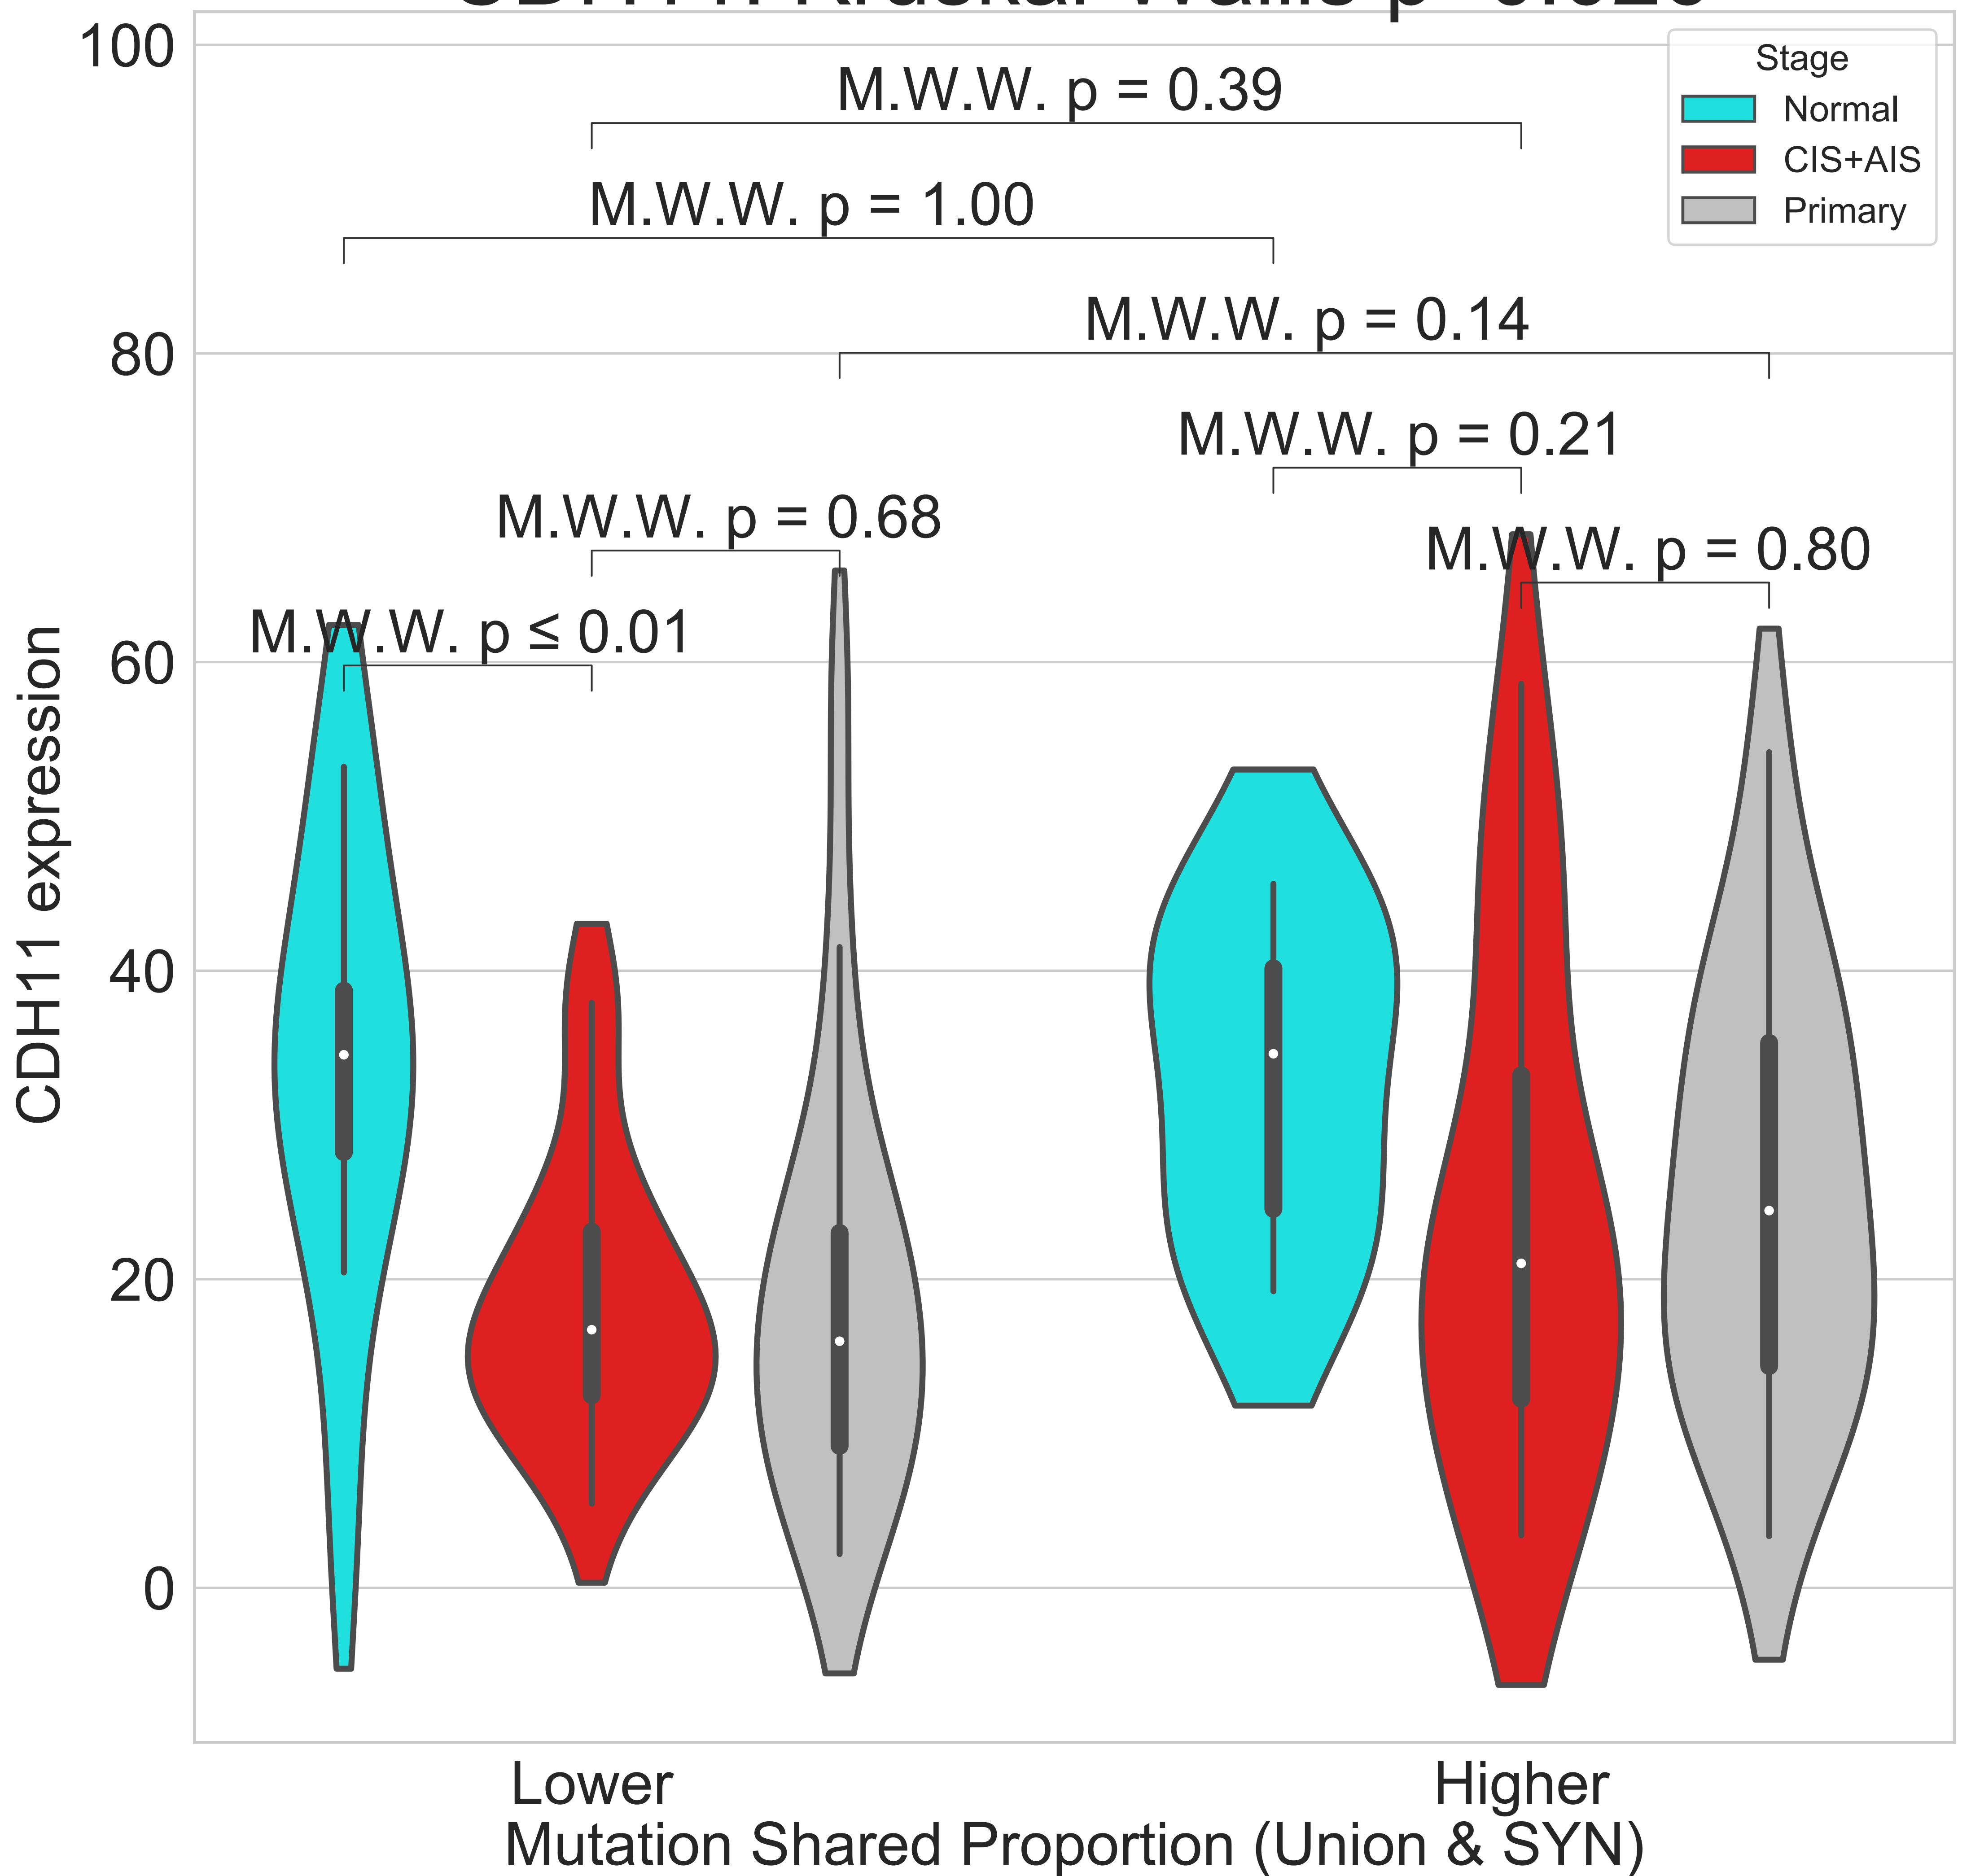 100
M.W.W. p = 0.39
Stage
Normal
CIS+AIS
Primary
M.W.W. p = 1.00
M.W.W. p = 0.14
80
M.W.W. p = 0.21
M.W.W. p = 0.68
M.W.W. p = 0.80
M.W.W. p ≤ 0.01
60
CDH11 expression
40
20
0
Lower
Higher
Mutation Shared Proportion (Union & SYN)